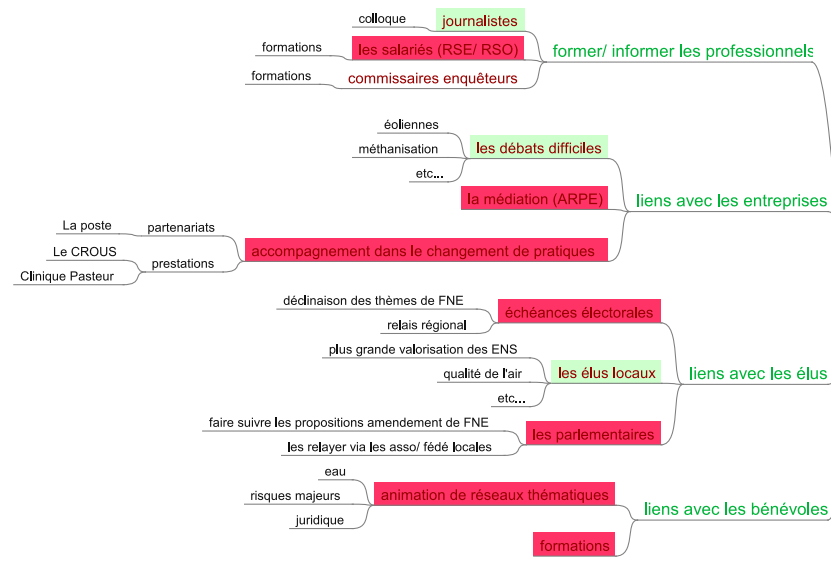 colloque
journalistes
formations
les salariés (RSE/ RSO)
former/ informer les professionnels
formations
commissaires enquêteurs
éoliennes
méthanisation
les débats difficiles
etc...
la médiation (ARPE)
liens avec les entreprises
La poste
partenariats
Le CROUS
accompagnement dans le changement de pratiques
prestations
Clinique Pasteur
déclinaison des thèmes de FNE
échéances électorales
relais régional
plus grande valorisation des ENS
qualité de l'air
les élus locaux
liens avec les élus
etc...
faire suivre les propositions amendement de FNE
les parlementaires
les relayer via les asso/ fédé locales
eau
risques majeurs
animation de réseaux thématiques
liens avec les bénévoles
juridique
formations